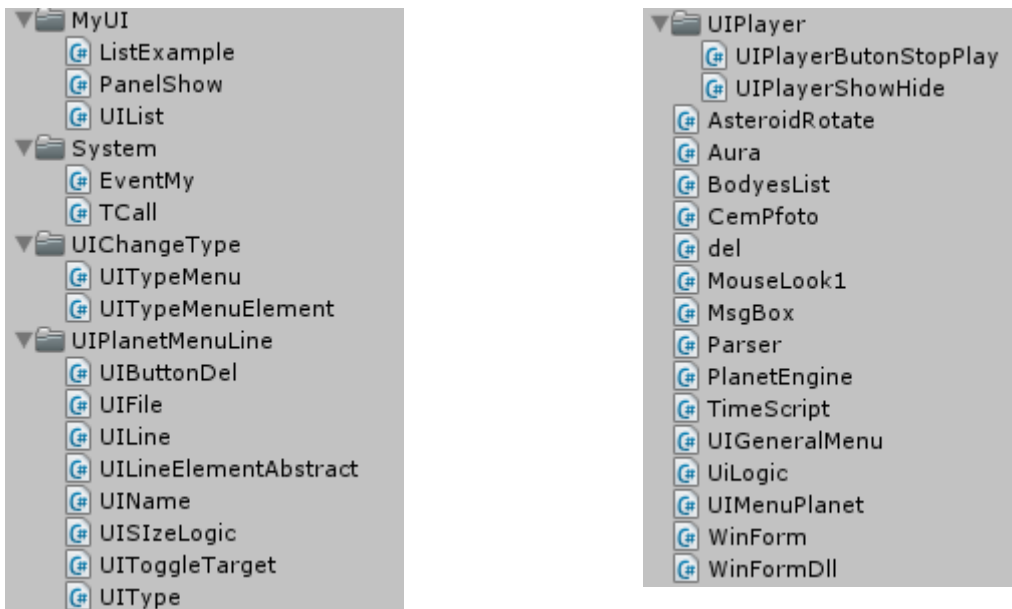 MyUI
ListExample
PanelShow
UIList
System
EventMy
TCall
UIChangeType
UITypeMenu
UITypeMenuElement
UIPlanetMenuLine
UIButtonDel
UIFile
UILine
UILineElementAbstract
UIName
UISIzeLogic
UIToggleTarget
UIType
UIPlayer
UIPlayerButonStopPlay
UIPlayerShowHide
AsteroidRotate
Aura
BodyesList
CemPfoto
del
MouseLook1
MsgBox
Parser
PlanetEngine
TimeScript
UIGeneralMenu
UiLogic
UIMenuPlanet
WinForm
WinFormDll